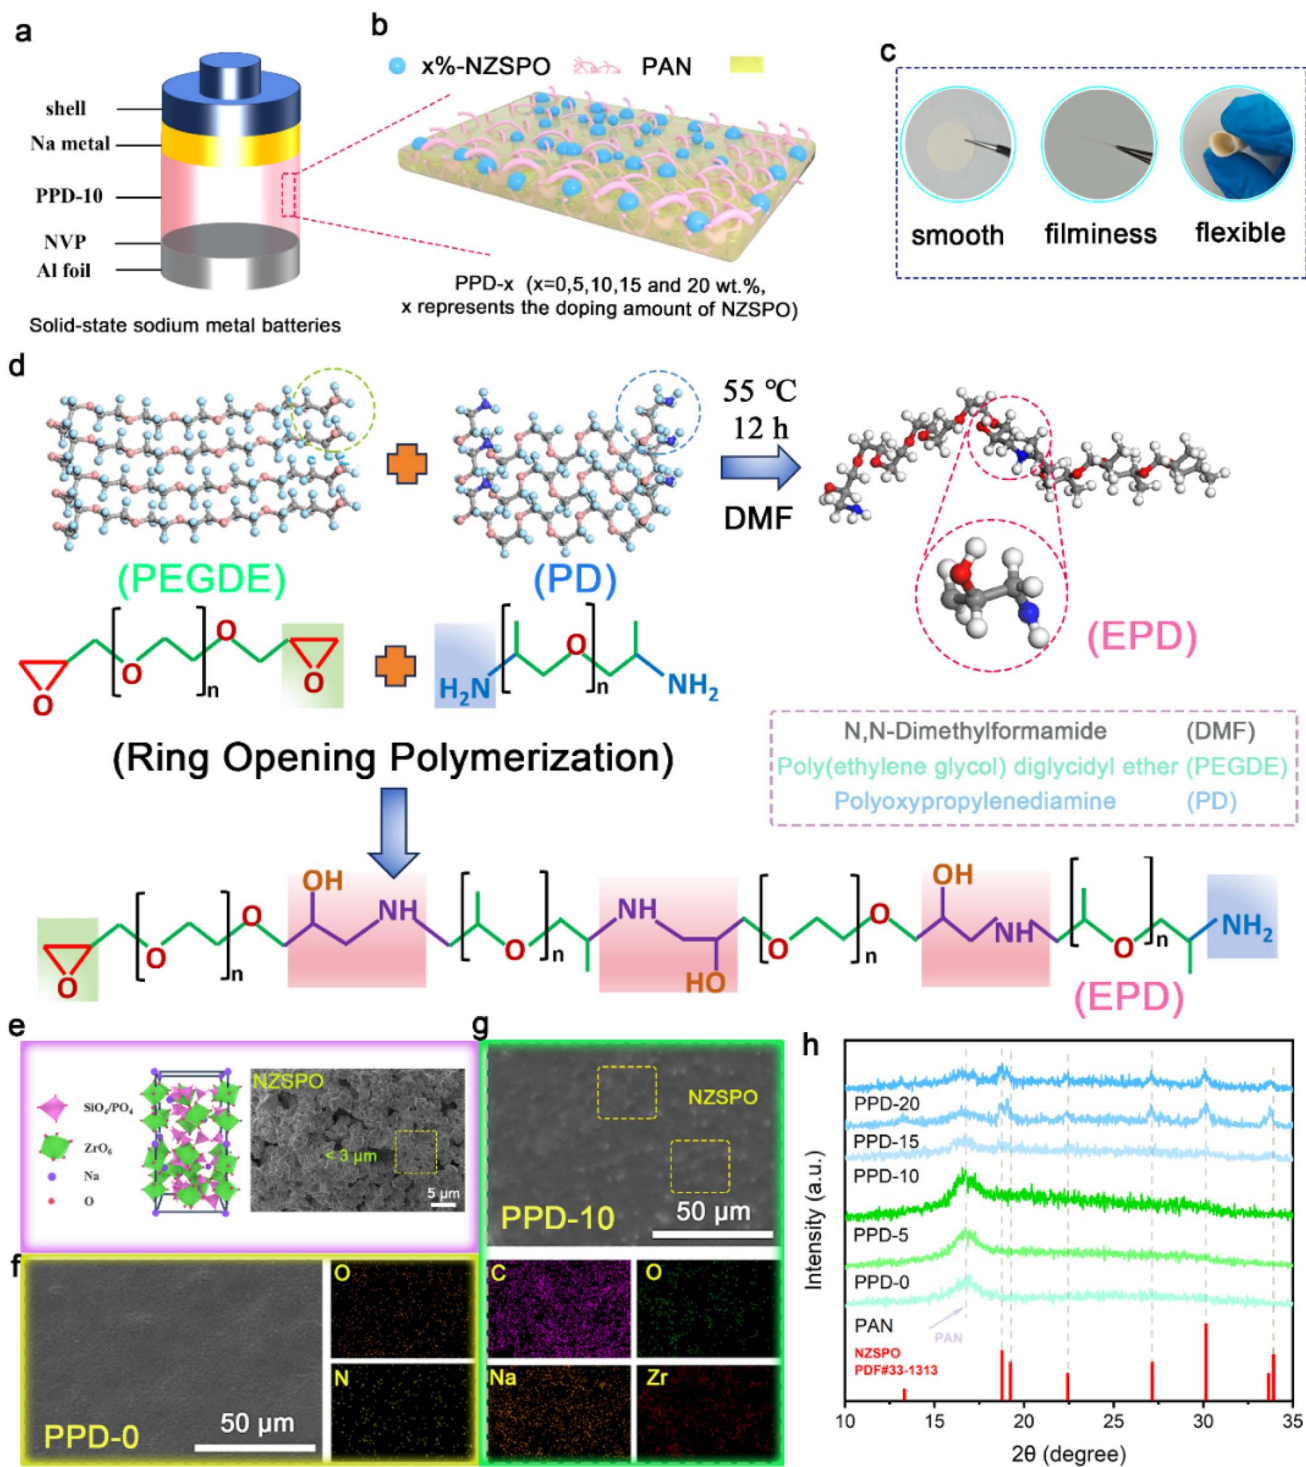 a
shell
Na metal
PPD-10
NVP
Al foil
Solid-state sodium metal batteries
b
x%-NZSPO
PAN
PPD-x (x=0,5,10,15 and 20 wt.%,
x represents the doping amount of NZSPO)
c
smooth
filminess
flexible
d
55 ℃
12 h
DMF
(PEGDE)
(PD)
(EPD)
O
O
n
O
H₂N
O
n
NH₂
(Ring Opening Polymerization)
N,N-Dimethylformamide (DMF)
Poly(ethylene glycol) diglycidyl ether (PEGDE)
Polyoxypropylenediamine (PD)
O
O
n
O
OH
NH
O
n
NH
HO
O
n
O
OH
NH
O
n
NH₂
(EPD)
e
SiO₄/PO₄
ZrO₆
Na
O
NZSPO
< 3 μm
5 μm
f
PPD-0
50 μm
O
N
g
NZSPO
PPD-10
50 μm
C
O
Na
Zr
h
Intensity (a.u.)
PPD-20
PPD-15
PPD-10
PPD-5
PPD-0
PAN
PAN
NZSPO
PDF#33-1313
10 15 20 25 30 35
2θ (degree)